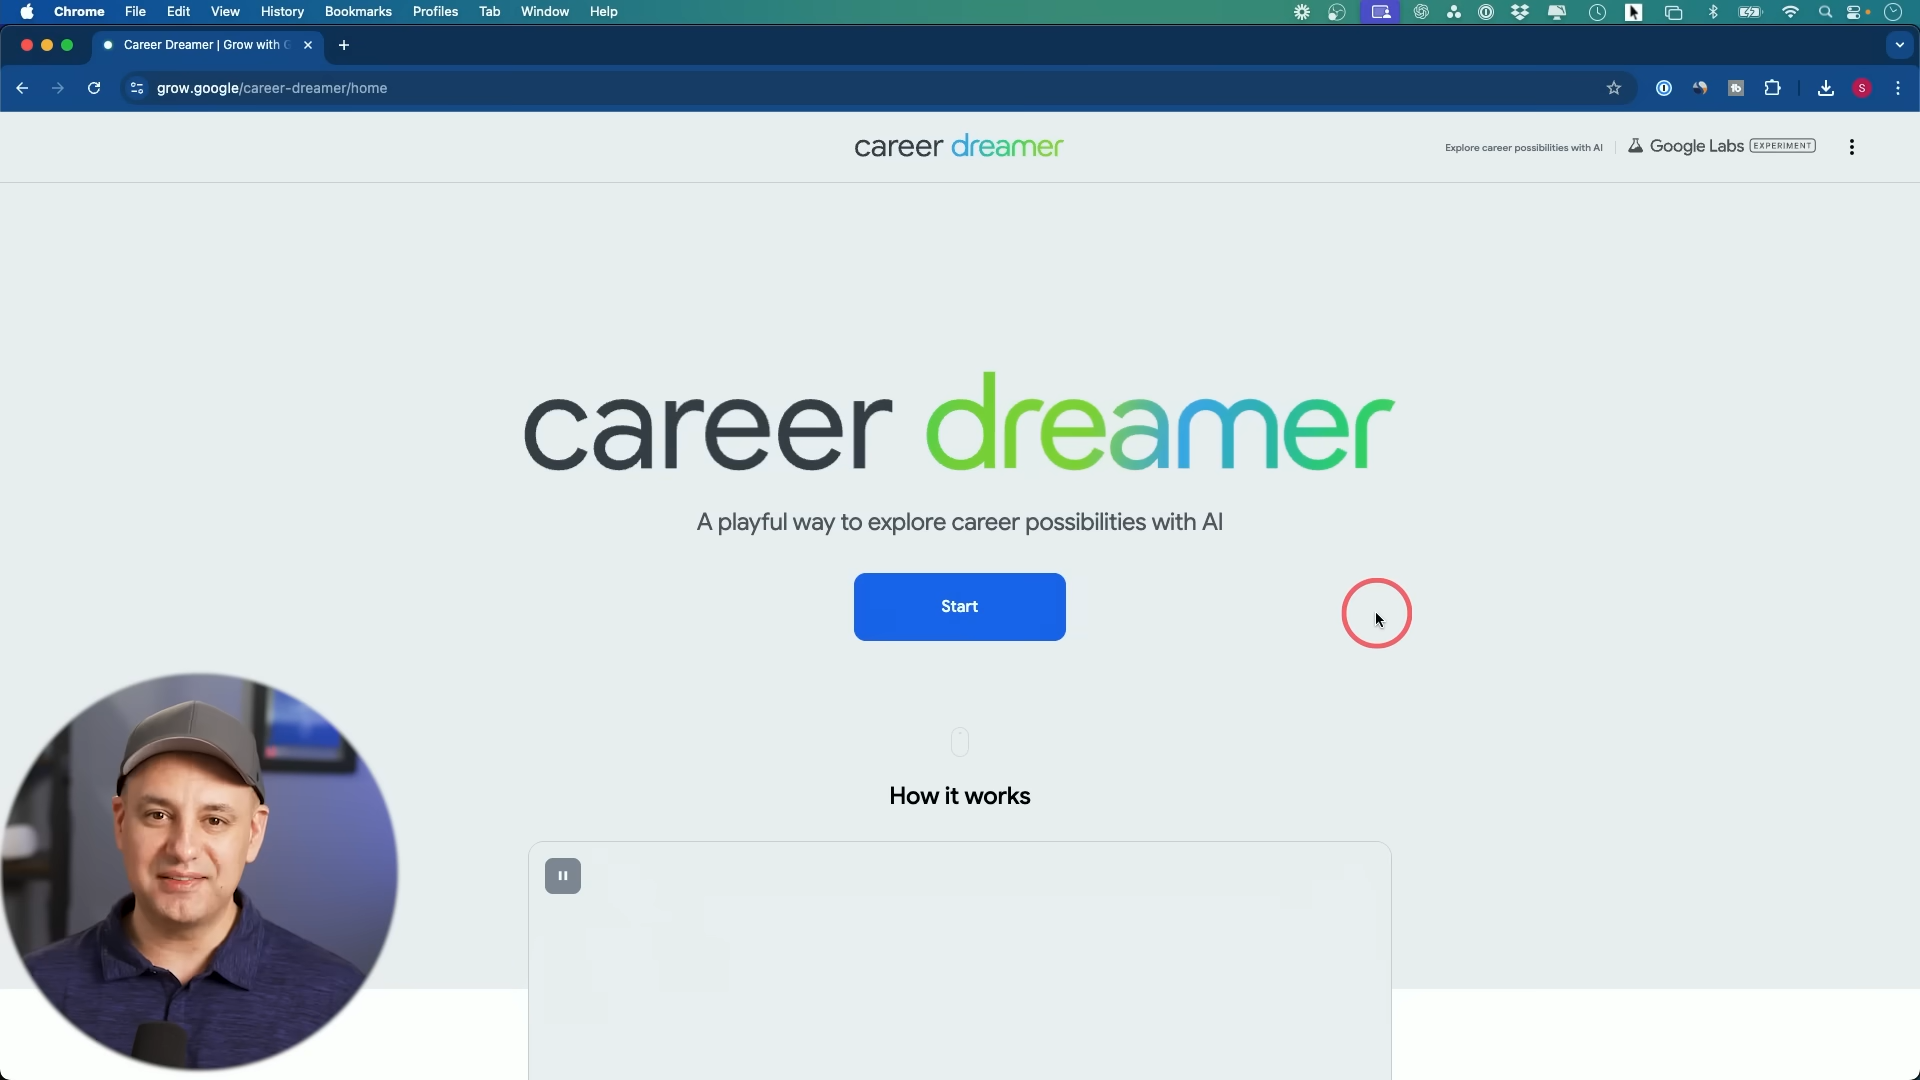 Chrome File Edit View History Bookmarks Profiles Tab Window Help
Career Dreamer | Grow with G
grow.google/career-dreamer/home
S
career dreamer
Explore career possibilities with AI
Google Labs EXPERIMENT
career dreamer
A playful way to explore career possibilities with AI
Start
How it works